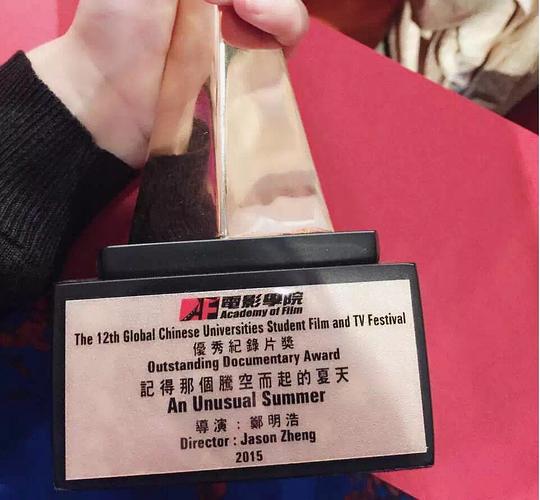 AF 電影學院
Academy of Film
The 12th Global Chinese Universities Student Film and TV Festival
優秀紀錄片獎
Outstanding Documentary Award
記得那個騰空而起的夏天
An Unusual Summer
導演：鄭明浩
Director : Jason Zheng
2015